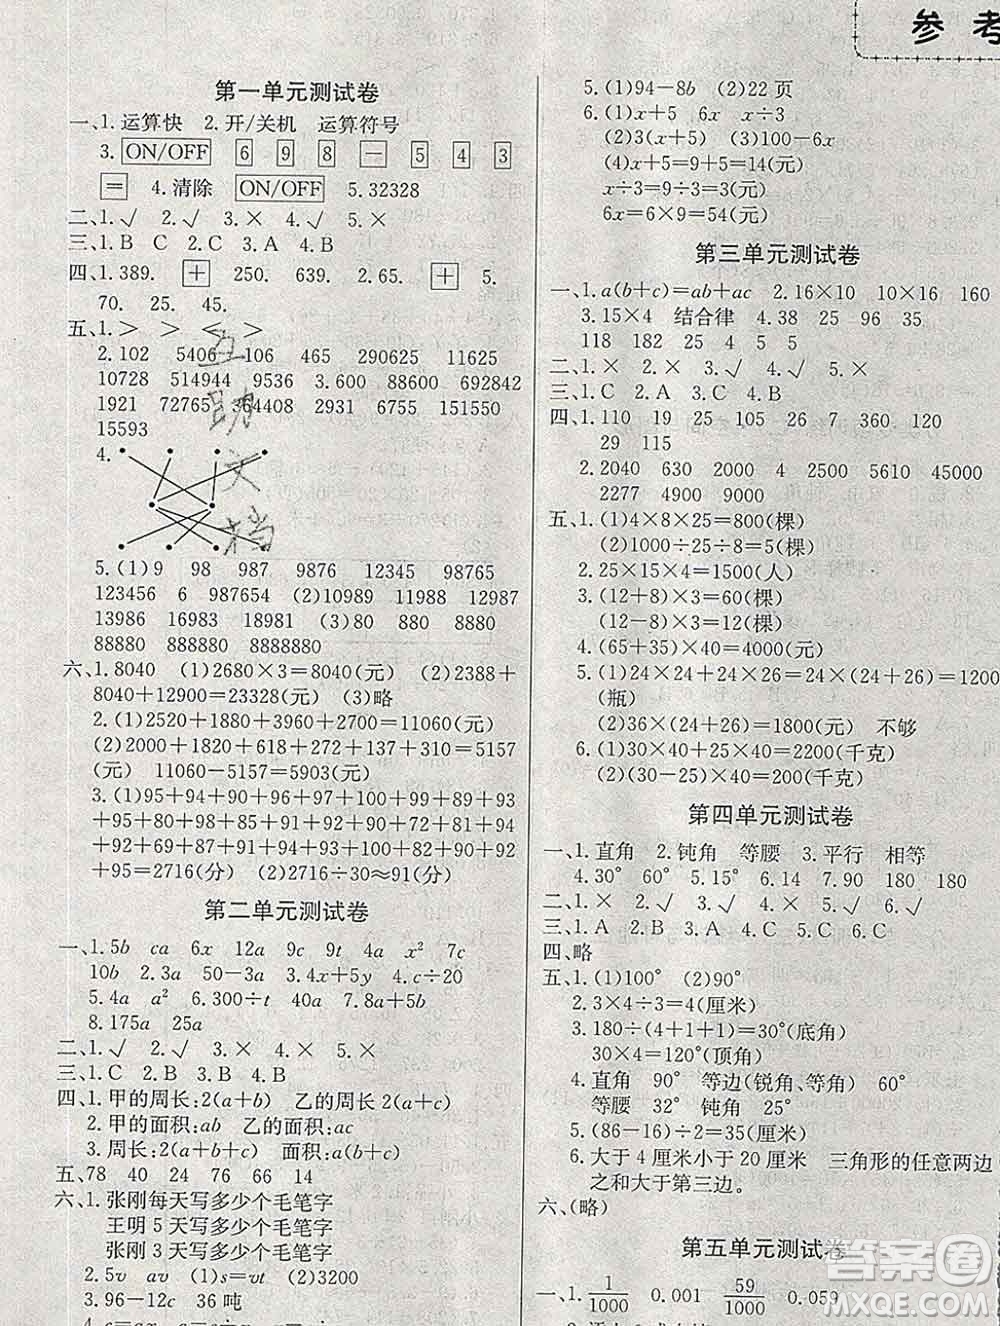 参考
第一单元测试卷
一、1.运算快 2.开/关机 运算符号
3.ON/OFF 6 9 8 一 5 4 3
= 4.清除 ON/OFF 5.32328
二、1.√ 2.√ 3.× 4.√ 5.×
三、1.B C 2.C 3.A 4.B
四、1.389. + 250. 639. 2.65. + 5.
70. 25. 45.
五、1.> > < >
2.102 5406 106 465 290625 11625
10728 514944 9536 3.600 88600 692572
1921 72765 364408 2931 6755 151550
15593
4.
互助文档
5.(1)9 98 987 9876 12345 98765
123456 6 987654 (2)10989 11988 12987
13986 14985 15984 (3)80 880 8880
88880 888880 8888880
六、1.8040 (1)2680×3=8040(元) (2)2388+
8040+12900=23328(元) (3)略
2.(1)2520+1880+3960+2700=11060(元)
(2)2000+1820+618+272+447=5157
(元) 11060-5157=5903(元)
3.(1)95+94+90+96+97+100+99+93
+95+80+92+81+100+94+91+94+94
+92+69+87+91+94+92+84+82+92
+93=2716(分) (2)2716÷30≈91(分)
第二单元测试卷
一、1.5b ca 6x 12a 9c 9t 4a x² 7c
10b 2.3a 50-3a 3.4x+5y 4.c÷20
5.4a a² 6.300÷t 40a 7.5a+2b
8.175a 25a
二、1.√ 2.√ 3.× 4.× 5.×
三、1.C 2.B 3.B 4.B
四、1.甲的周长:2(a+b) 乙的周长2(a+c)
2.甲的面积:ab 乙的面积:ac
3.周长:2(a+b+c) 面积:a(b+c)
五、78 40 24 76 66 14
六、1.张刚每天写多少个毛笔字
王明5天写多少个毛笔字
张刚3天写多少个毛笔字
2.5v av (1)s=vt (2)3200
3.96-12c 36吨
5.(1)94-8b (2)22页
6.(1)x+5 6x x÷3
(2)3(x+5) (3)100-6x
(4)x+5=9+5=14(元)
x÷3=9÷3=3(元)
6x=6×9=54(元)
第三单元测试卷
一、1.a(b+c)=ab+ac 2.16×10 10×16 160
3.15×4 结合律 4.38 25 96 35
118 182 25 4 5 5
二、1.× 2.× 3.√ 4.√ 5.×
三、1.C 2.A 3.C 4.B
四、1.110 19 25 105 26 7 360 120
29 115
2.2040 630 2000 4 2500 5610 45000
2277 4900 9000
五、1.(1)4×8×25=800(棵)
(2)1000÷25÷8=5(棵)
2.25×15×4=1500(人)
3.(12+8)×3=60(棵)
(12-8)×3=12(棵)
4.(65+35)×40=4000(元)
5.(1)24×24+24×26=24×(24+26)=1200
(瓶)
(2)36×(24+26)=1800(元) 不够
6.(1)30×40+25×40=2200(千克)
(2)(30-25)×40=200(千克)
第四单元测试卷
一、1.直角 2.钝角 等腰 3.平行 相等
4.30° 60° 5.15° 6.14 7.90 180 180
二、1.× 2.× 3.√ 4.× 5.√ 6.√
三、1.A 2.B 3.A 4.A 5.C 6.C
四、略
五、1.(1)100° (2)90°
2.3×4÷3=4(厘米)
3.180÷(4+1+1)=30°(底角)
30×4=120°(顶角)
4.直角 90° 等边(锐角、等腰) 60°
等腰 32° 钝角 25°
5.(86-16)÷2=35(厘米)
6.大于4厘米小于20厘米 三角形的任意两边
之和大于第三边。
六、(略)
第五单元测试卷
一、1. 1/1000 0.001 59/1000 0.059
答案圈
MXQE.COM